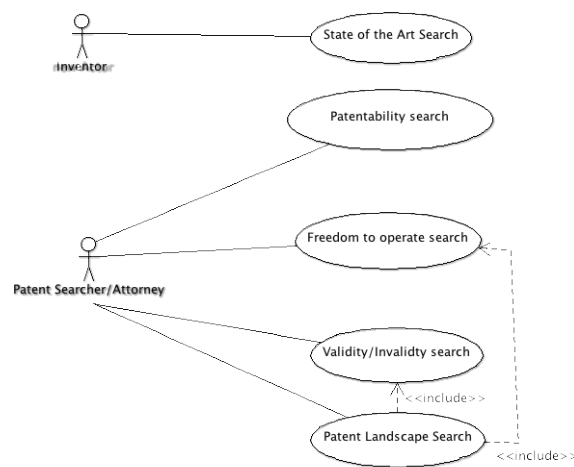 State of the Art Search
Inventor
Patentability search
Freedom to operate search
Patent Searcher/Attorney
Validity/Invalidty search
<<include>>
Patent Landscape Search
<<include>>